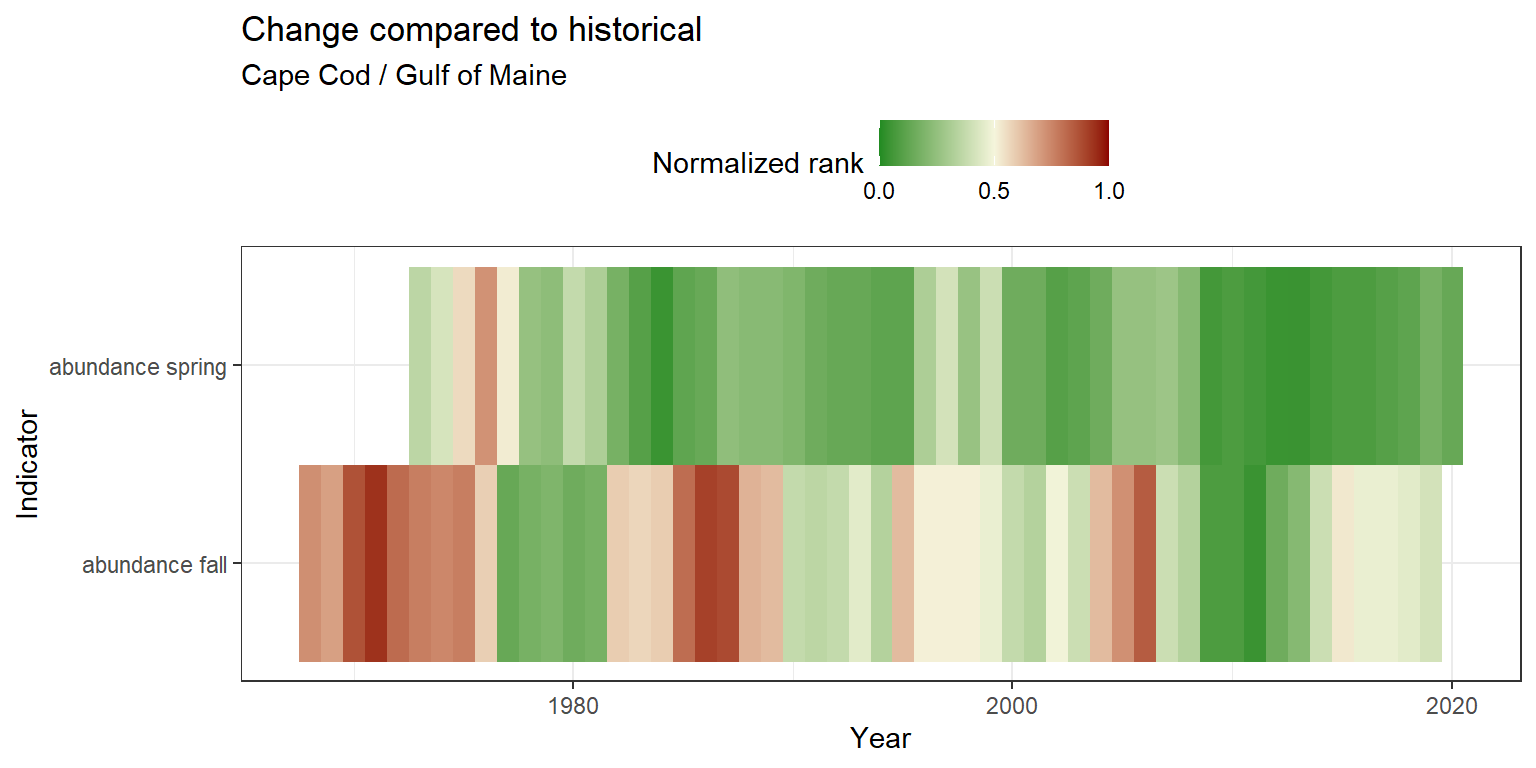 Change compared to historical
Cape Cod / Gulf of Maine
Normalized rank
0.0 0.5 1.0
abundance spring
abundance fall
Indicator
1980 2000 2020
Year